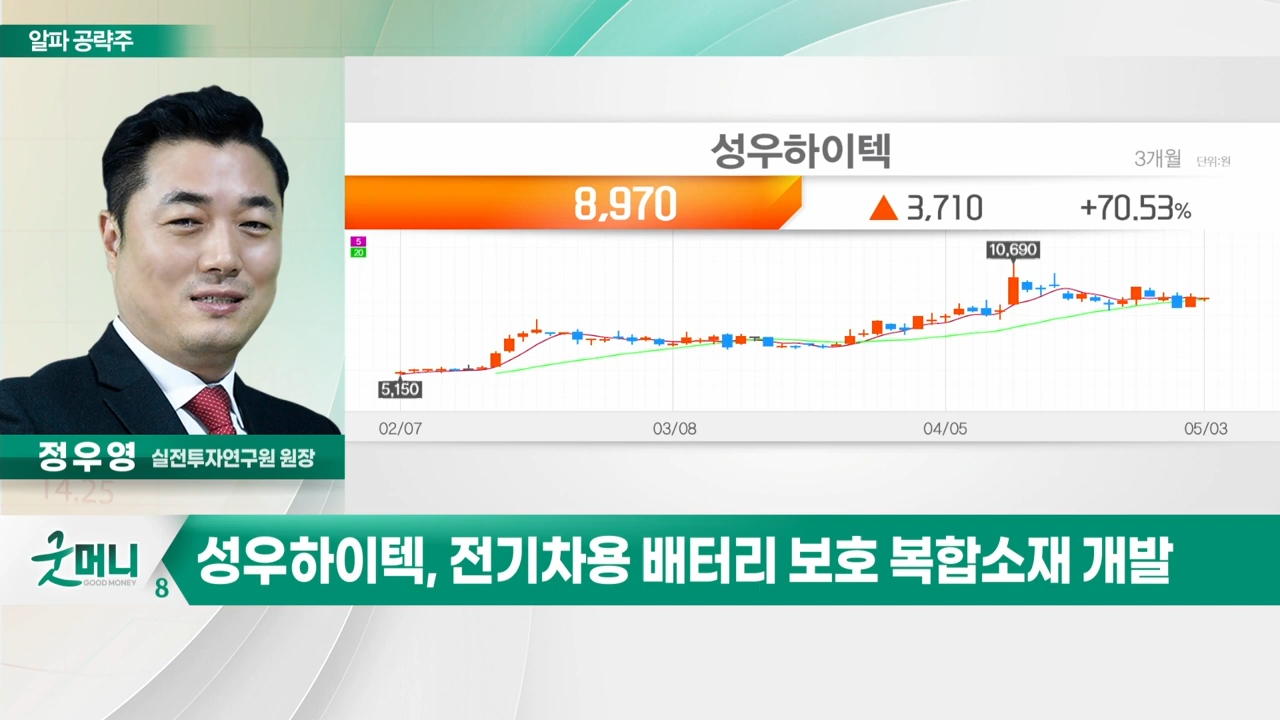 알파 공략주
성우하이텍
3개월 단위:원
8,970 ▲ 3,710 +70.53%
5
20
10,690
5,150
02/07 03/08 04/05 05/03
정우영 실전투자연구원 원장
14.25
굿머니
GOOD MONEY
8
성우하이텍, 전기차용 배터리 보호 복합소재 개발